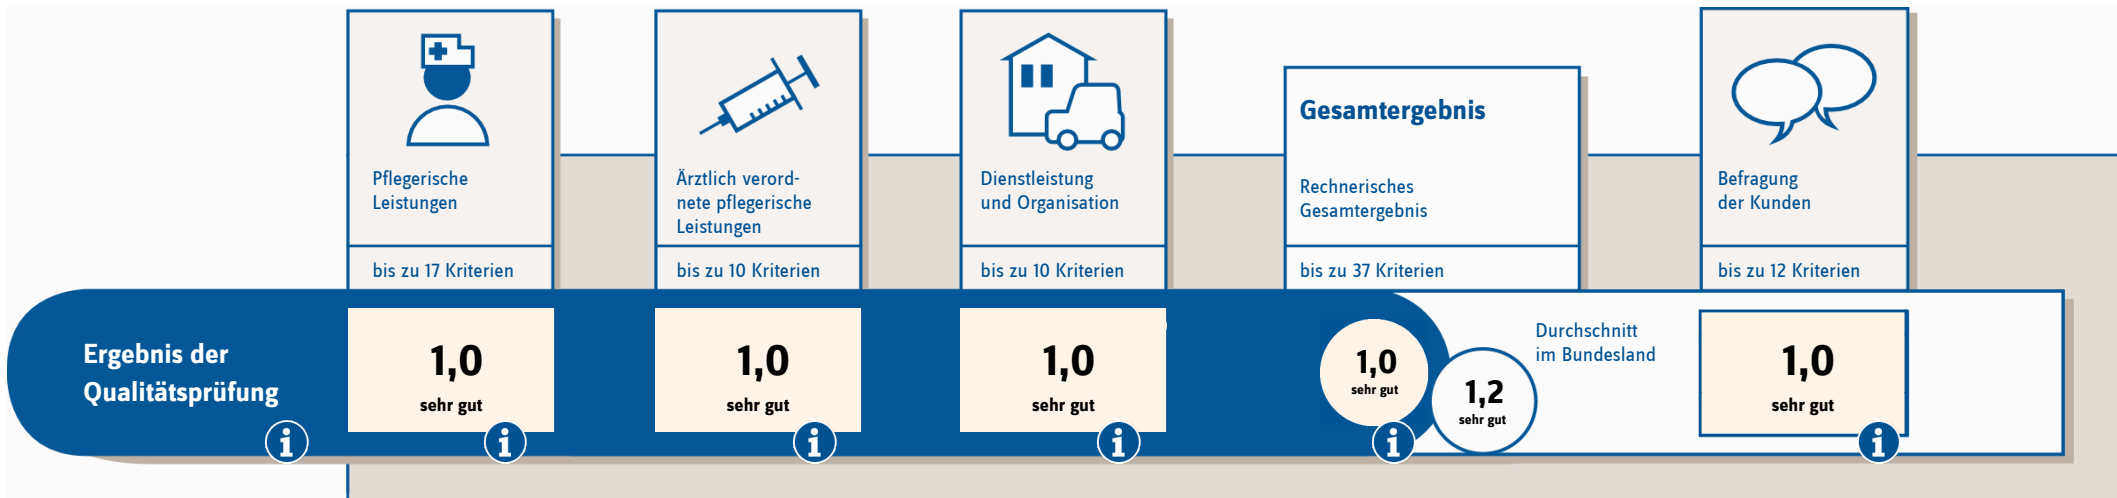 Pflegerische
Leistungen
bis zu 17 Kriterien
Ärztlich verord-
nete pflegerische
Leistungen
bis zu 10 Kriterien
Dienstleistung
und Organisation
bis zu 10 Kriterien
Gesamtergebnis
Rechnerisches
Gesamtergebnis
bis zu 37 Kriterien
Befragung
der Kunden
bis zu 12 Kriterien
Ergebnis der
Qualitätsprüfung
i
1,0
sehr gut
i
1,0
sehr gut
i
1,0
sehr gut
i
1,0
sehr gut
i
1,2
sehr gut
Durchschnitt
im Bundesland
1,0
sehr gut
i